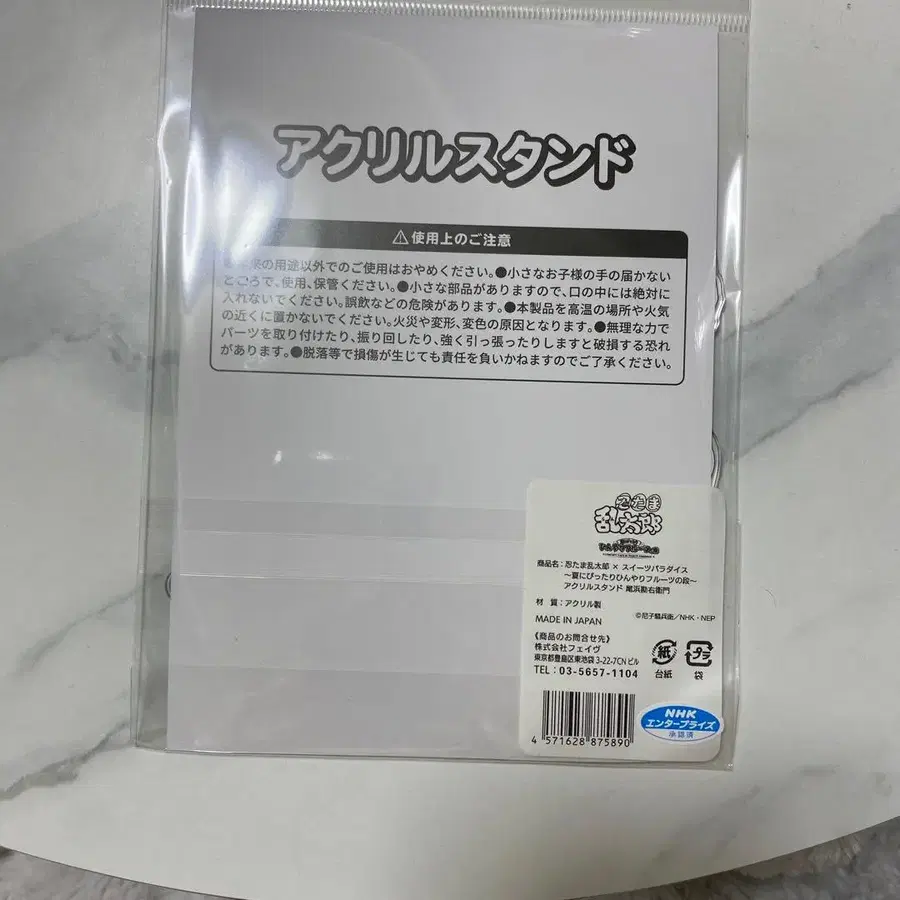 アクリルスタンド
⚠使用上のご注意
●本来の用途以外でのご使用はおやめください。●小さなお子様の手の届かない
ところで、使用、保管ください。●小さな部品がありますので、口の中には絶対に
入れないでください。誤飲などの危険があります。●本製品を高温の場所や火気
の近くに置かないでください。火災や変形、変色の原因となります。●無理な力で
パーツを取り付けたり、振り回したり、強く引っ張ったりしますと破損する恐れ
があります。●脱落等で損傷が生じても責任を負いかねますのでご了承ください。
忍たま
乱太郎
商品名：忍たま乱太郎 × スイーツパラダイス
～夏にぴったりひんやりフルーツの段～
アクリルスタンド 尾浜勘右衛門
材 質：アクリル製
MADE IN JAPAN
©尼子騒兵衛／NHK・NEP
《商品のお問合せ先》
株式会社フェイヴ
東京都豊島区東池袋 3-22-7CN ビル
TEL：03-5657-1104
紙
台紙
プラ
袋
4 571628 875890
NHK
エンタープライズ
承認済